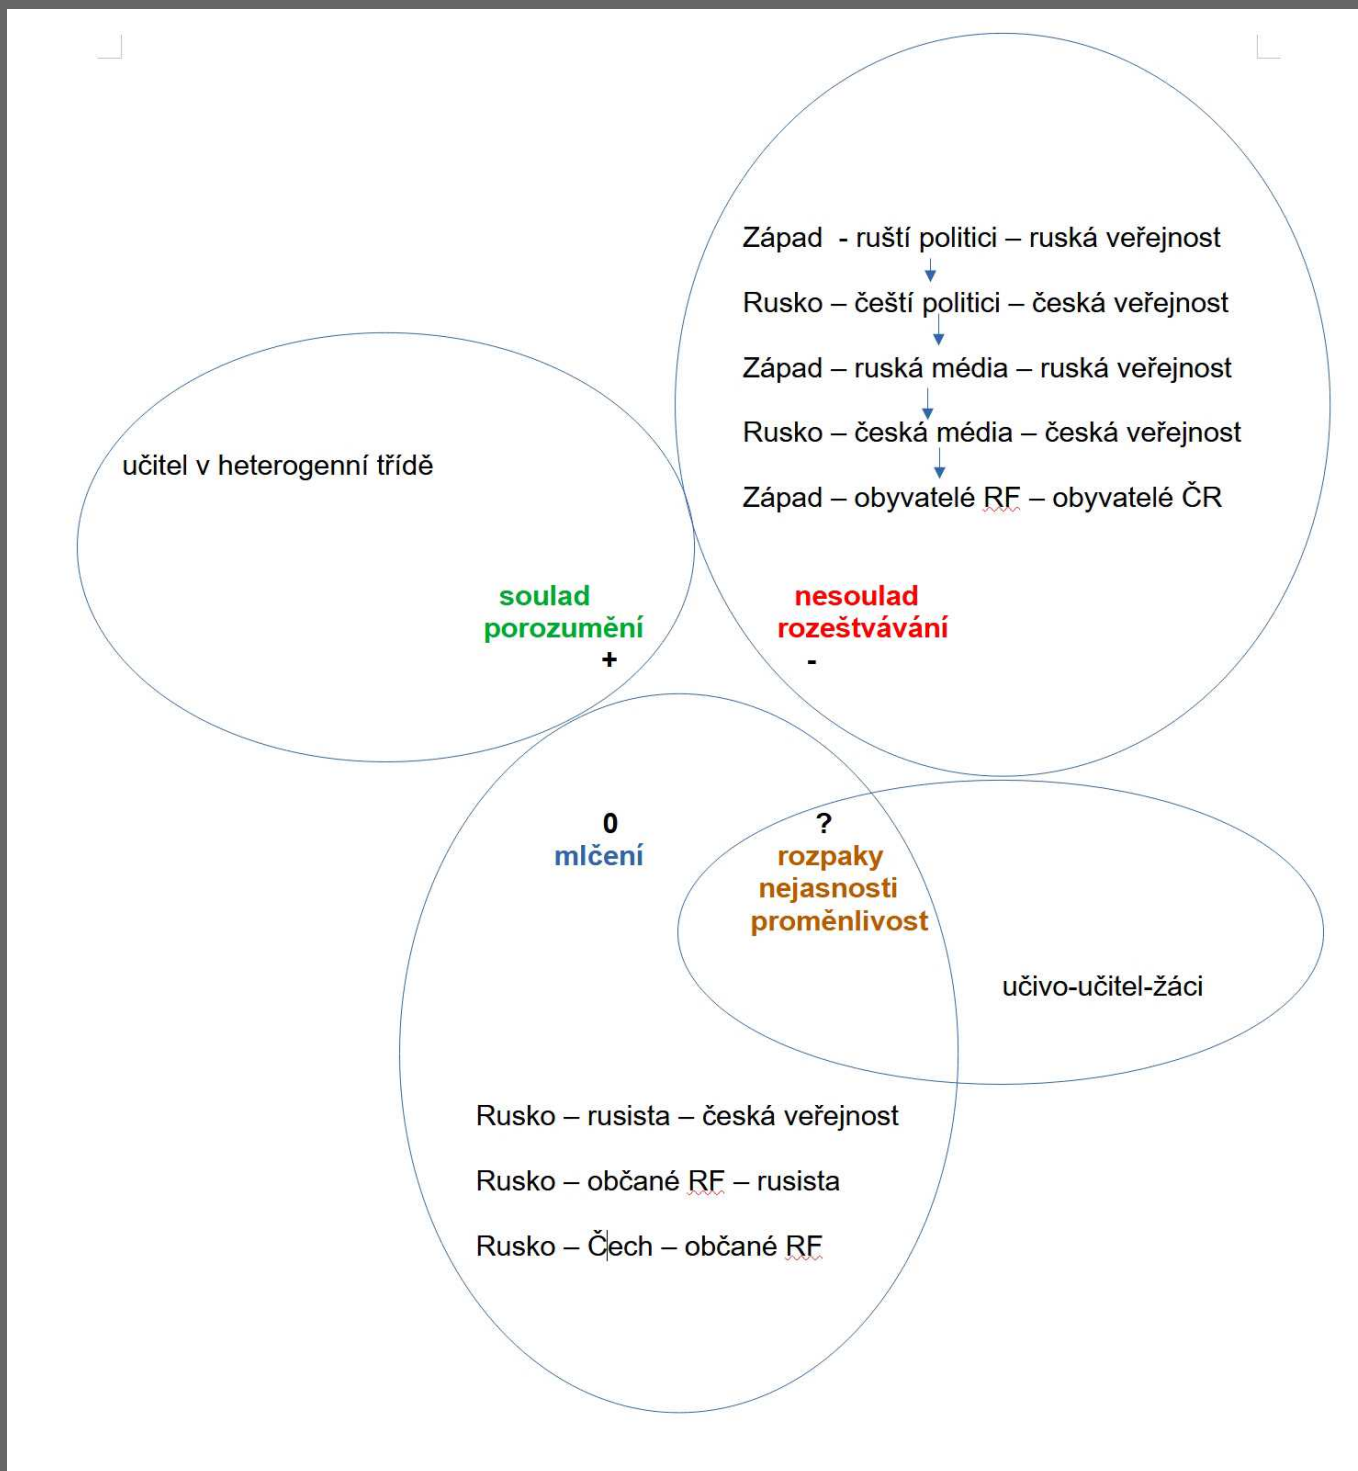 Západ  - ruští politici – ruská veřejnost
Rusko – čeští politici – česká veřejnost
Západ – ruská média – ruská veřejnost
Rusko – česká média – česká veřejnost
Západ – obyvatelé RF – obyvatelé ČR
učitel v heterogenní třídě
soulad
porozumění
+
nesoulad
rozeštvávání
-
0
mlčení
?
rozpaky
nejasnosti
proměnlivost
učivo-učitel-žáci
Rusko – rusista – česká veřejnost
Rusko – občané RF – rusista
Rusko – Čech – občané RF